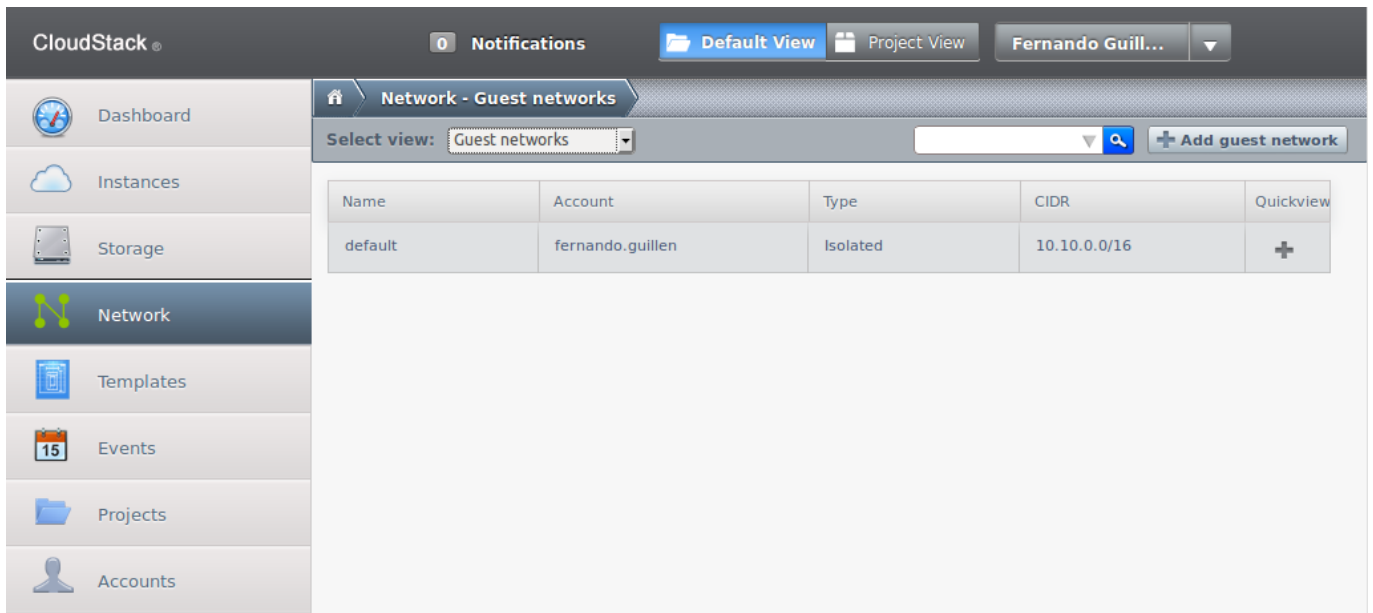 CloudStack ®
0 Notifications
Default View
Project View
Fernando Guill...
Dashboard
Instances
Storage
Network
Templates
15 Events
Projects
Accounts
Network - Guest networks
Select view: Guest networks
Add guest network
Name Account Type CIDR Quickview
default fernando.guillen Isolated 10.10.0.0/16